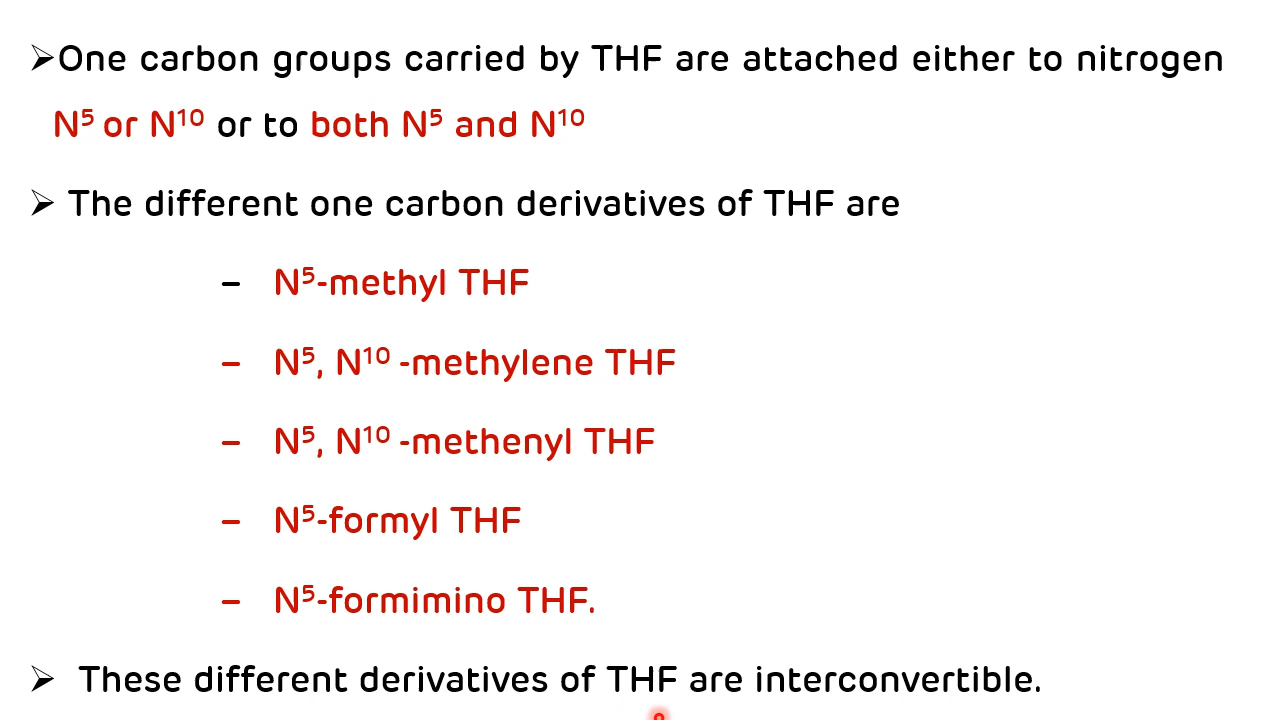 ➢One carbon groups carried by THF are attached either to nitrogen
N⁵ or N¹⁰ or to both N⁵ and N¹⁰
➢ The different one carbon derivatives of THF are
– N⁵-methyl THF
– N⁵, N¹⁰ -methylene THF
– N⁵, N¹⁰ -methenyl THF
– N⁵-formyl THF
– N⁵-formimino THF.
➢ These different derivatives of THF are interconvertible.